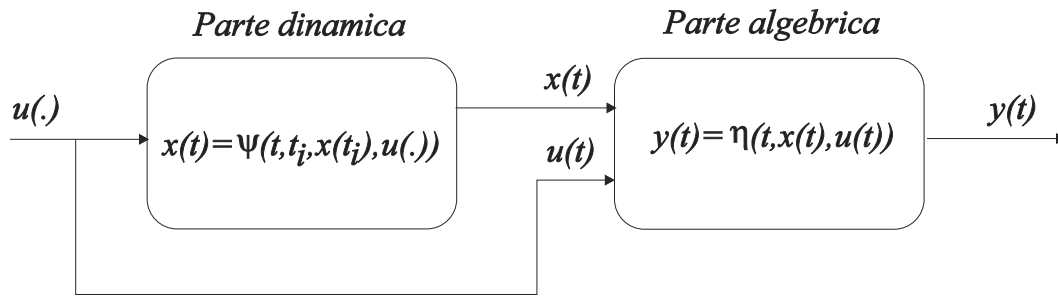 Parte dinamica
Parte algebrica
u(.)
x(t)=Ψ(t,tᵢ,x(tᵢ),u(.))
x(t)
u(t)
y(t)=η(t,x(t),u(t))
y(t)